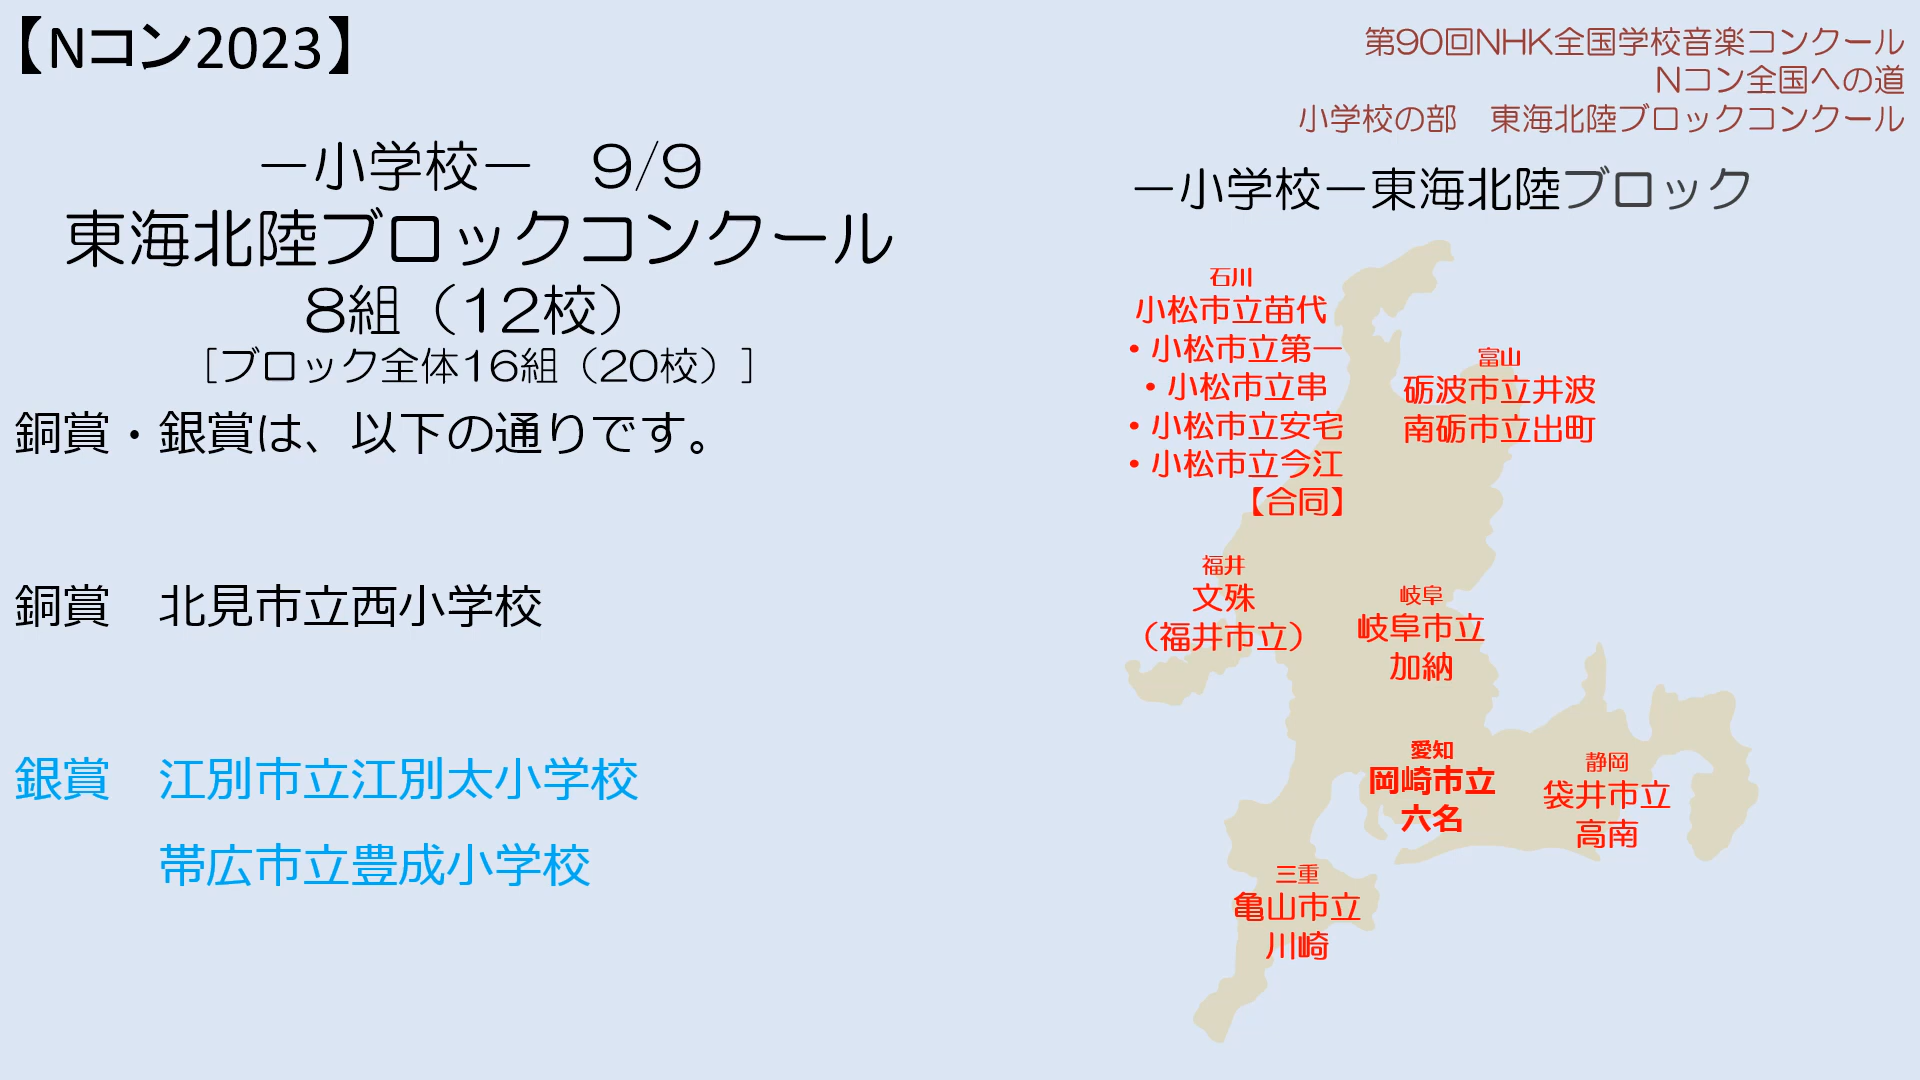 【Nコン2023】
第90回NHK全国学校音楽コンクール
Nコン全国への道
小学校の部　東海北陸ブロックコンクール
ー小学校ー　9/9
東海北陸ブロックコンクール
8組（12校）
［ブロック全体16組（20校）］
銅賞・銀賞は、以下の通りです。
銅賞　北見市立西小学校
銀賞　江別市立江別太小学校
帯広市立豊成小学校
ー小学校ー東海北陸ブロック
石川
小松市立苗代
・小松市立第一
・小松市立串
・小松市立安宅
・小松市立今江
【合同】
富山
砺波市立井波
南砺市立出町
福井
文殊
（福井市立）
岐阜
岐阜市立
加納
愛知
岡崎市立
六名
静岡
袋井市立
高南
三重
亀山市立
川崎